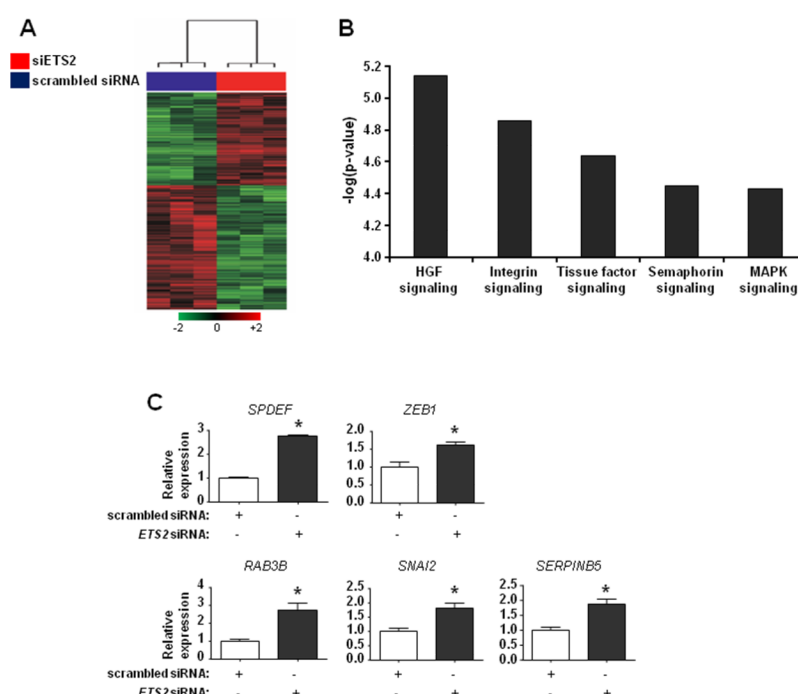 A
siETS2
scrambled siRNA
-2 0 +2
B
-log(p-value)
5.2
5.0
4.8
4.6
4.4
4.2
4.0
HGF signaling
Integrin signaling
Tissue factor signaling
Semaphorin signaling
MAPK signaling
C
SPDEF
Relative expression
3
2
1
0
*
ZEB1
2.0
1.5
1.0
0.5
0.0
*
scrambled siRNA: + - + -
ETS2 siRNA: - + - +
RAB3B
Relative expression
4
3
2
1
0
*
SNAI2
2.5
2.0
1.5
1.0
0.5
0.0
*
SERPINB5
2.5
2.0
1.5
1.0
0.5
0.0
*
scrambled siRNA: + - + - + -
ETS2 siRNA: - + - + - +